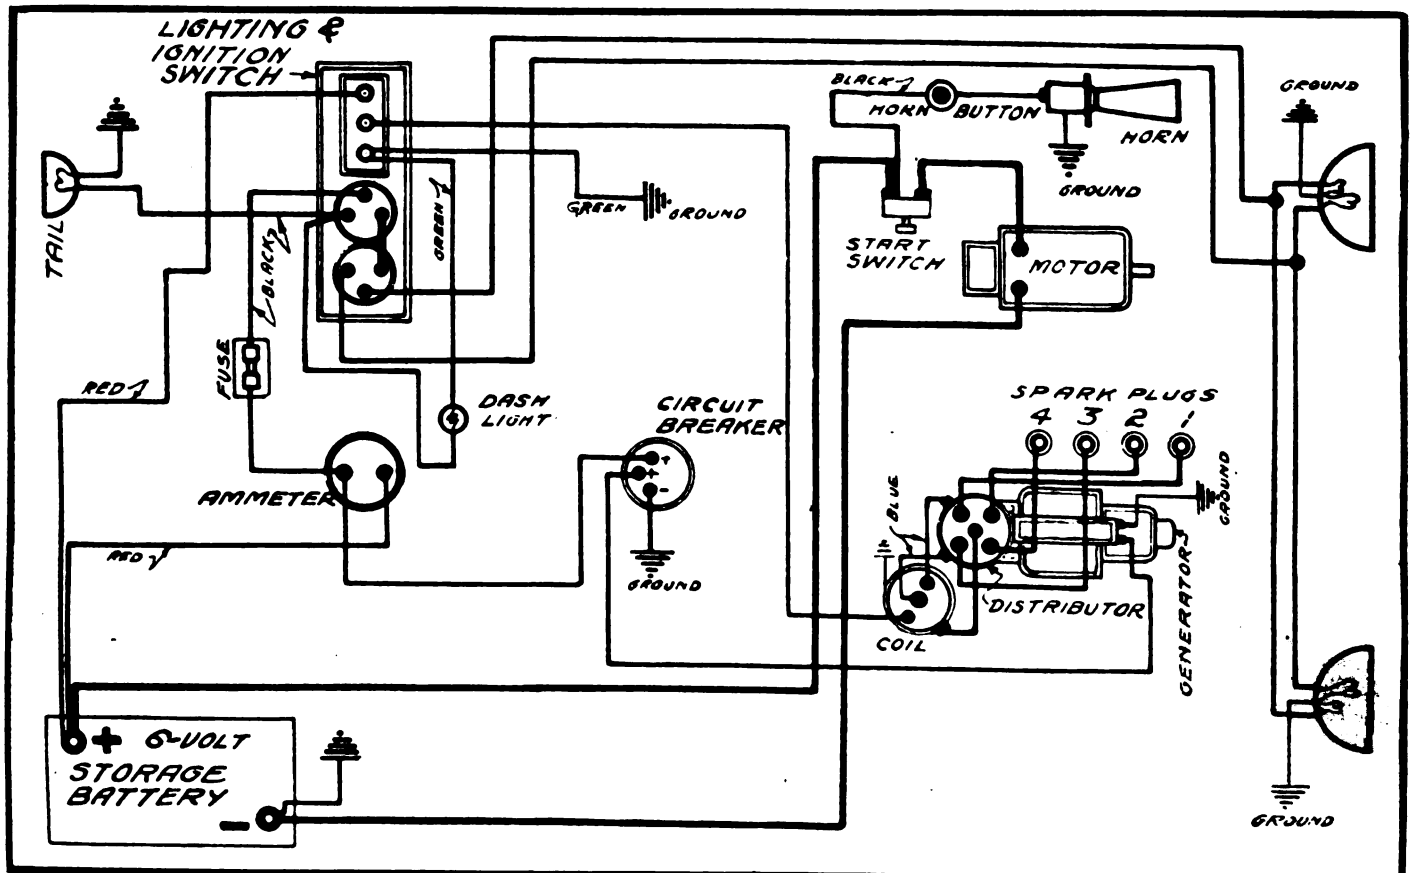 LIGHTING &
IGNITION
SWITCH
BLACK
HORN BUTTON
HORN
GROUND
GROUND
TAIL
BLACK
GREEN
GREEN
GROUND
START
SWITCH
MOTOR
FUSE
RED
DASH
LIGHT
CIRCUIT
BREAKER
+
+
-
GROUND
SPARK PLUGS
4 3 2 1
AMMETER
RED
BLUE
GROUND
GENERATOR
DISTRIBUTOR
COIL
+ 6-VOLT
STORAGE
BATTERY
-
GROUND